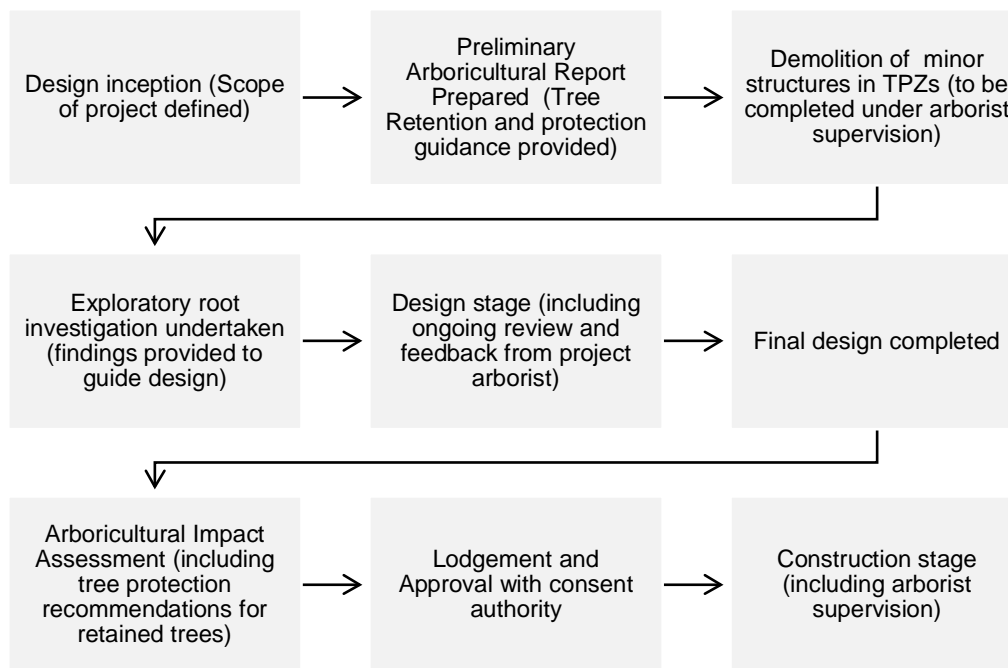 Design inception (Scope
of project defined)
Preliminary
Arboricultural Report
Prepared  (Tree
Retention and protection
guidance provided)
Demolition of  minor
structures in TPZs (to be
completed under arborist
supervision)
Exploratory root
investigation undertaken
(findings provided to
guide design)
Design stage (including
ongoing review and
feedback from project
arborist)
Final design completed
Arboricultural Impact
Assessment (including
tree protection
recommendations for
retained trees)
Lodgement and
Approval with consent
authority
Construction stage
(including arborist
supervision)